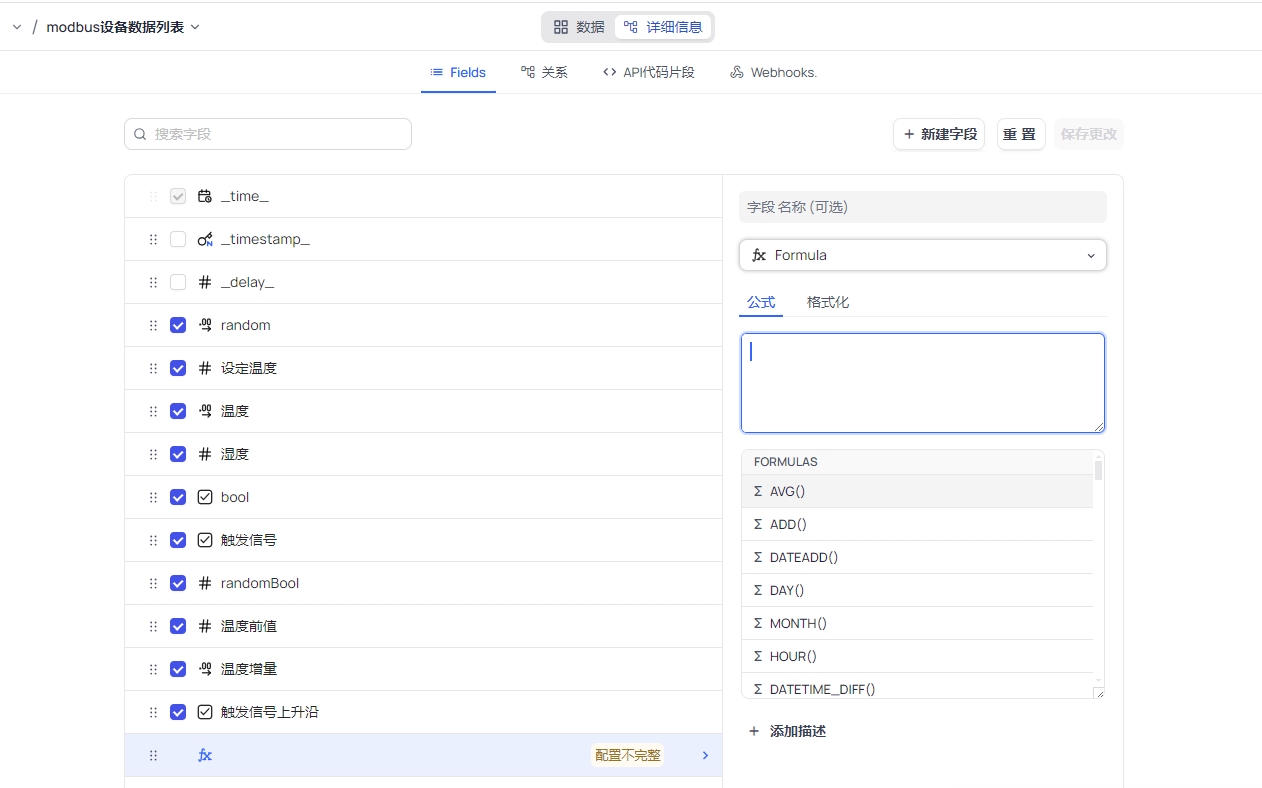 / modbus设备数据列表
数据 详细信息
Fields 关系 API代码片段 Webhooks.
搜索字段
+ 新建字段 重 置 保存更改
_time_
_timestamp_
_delay_
random
设定温度
温度
湿度
bool
触发信号
randomBool
温度前值
温度增量
触发信号上升沿
配置不完整
字段 名称 (可选)
Formula
公式 格式化
FORMULAS
Σ AVG()
Σ ADD()
Σ DATEADD()
Σ DAY()
Σ MONTH()
Σ HOUR()
Σ DATETIME_DIFF()
+ 添加描述